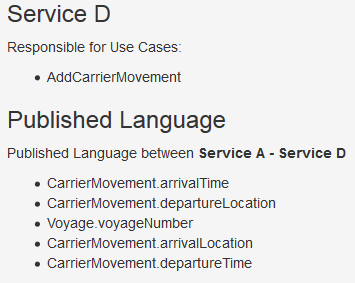 Service D
Responsible for Use Cases:
AddCarrierMovement
Published Language
Published Language between Service A - Service D
CarrierMovement.arrivalTime
CarrierMovement.departureLocation
Voyage.voyageNumber
CarrierMovement.arrivalLocation
CarrierMovement.departureTime